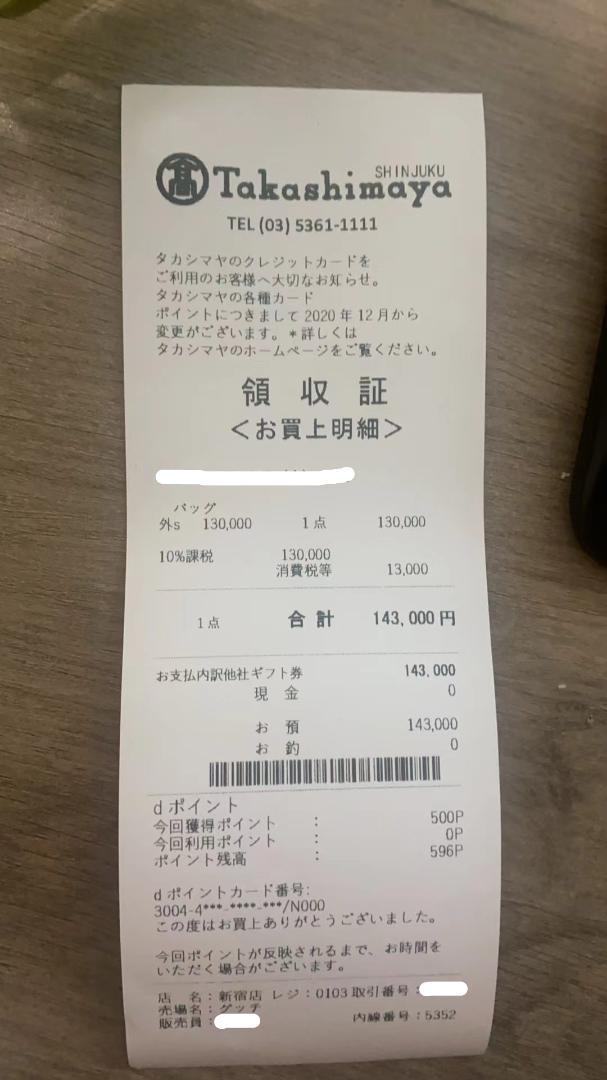 髙 Takashimaya SHINJUKU
TEL (03) 5361-1111
タカシマヤのクレジットカードを
ご利用のお客様へ大切なお知らせ。
タカシマヤの各種カード
ポイントにつきまして 2020 年 12 月から
変更がございます。*詳しくは
タカシマヤのホームページをご覧ください。
領収証
<お買上明細>
バッグ
外s 130,000 1点 130,000
10%課税 130,000
消費税等 13,000
1点 合計 143,000円
お支払内訳他社ギフト券 143,000
現金 0
お預 143,000
お釣 0
dポイント
今回獲得ポイント : 500P
今回利用ポイント : 0P
ポイント残高 : 596P
dポイントカード番号:
3004-4***-****-***/N000
この度はお買上ありがとうございました。
今回ポイントが反映されるまで、お時間を
いただく場合がございます。
店 名:新宿店 レジ:0103 取引番号:
売場名:グッチ
販売員: 内線番号:5352